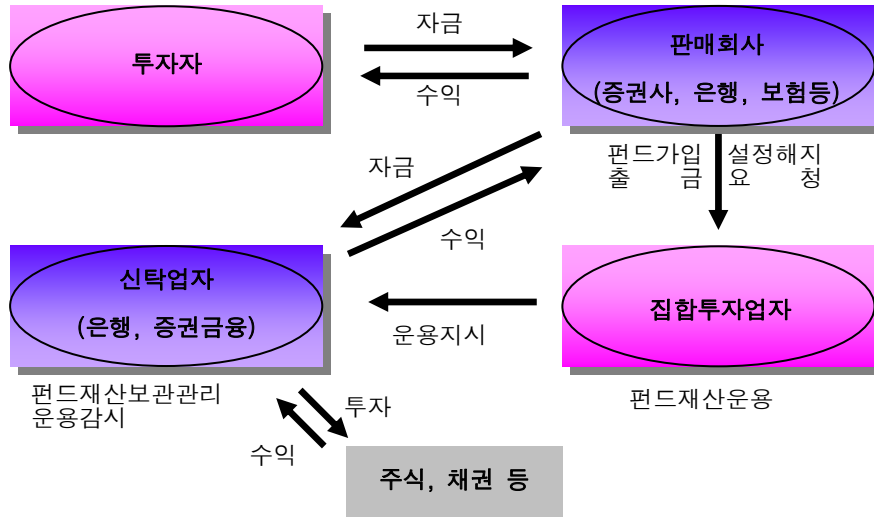 투자자
자금
수익
판매회사
(증권사, 은행, 보험등)
자금
수익
펀드가입
출 금
설정해지
요 청
신탁업자
(은행, 증권금융)
운용지시
집합투자업자
펀드재산보관관리
운용감시
펀드재산운용
투자
수익
주식, 채권 등